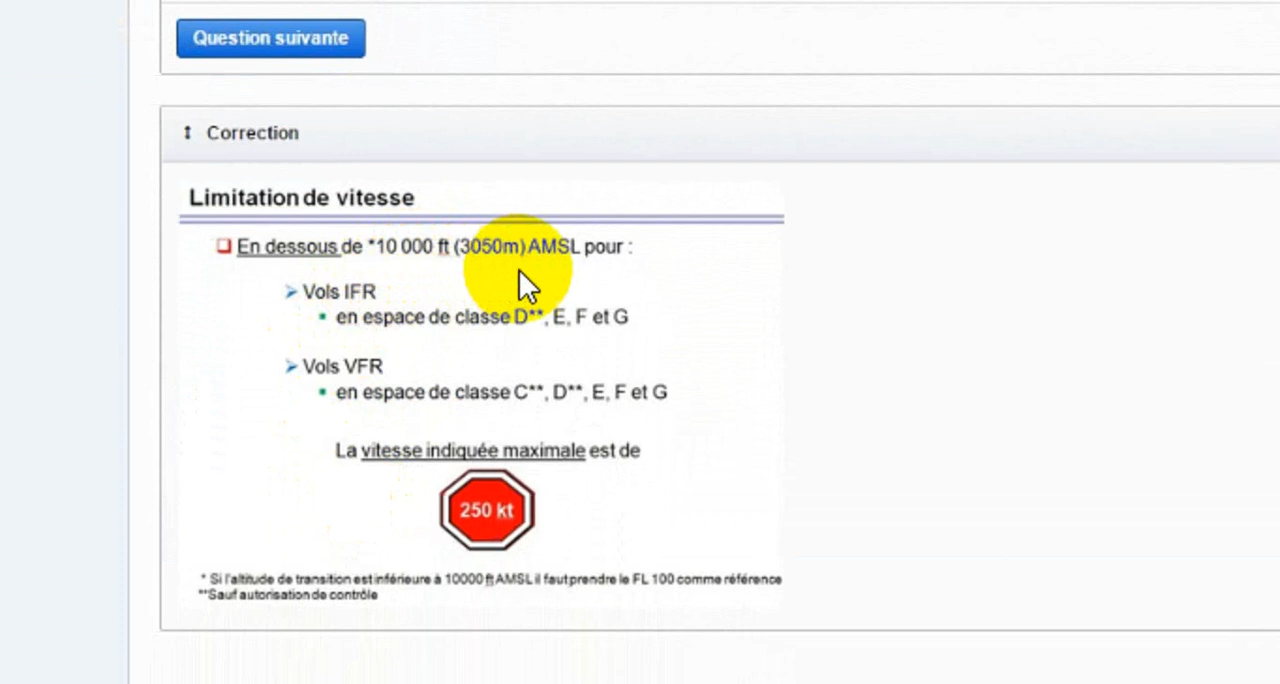 Question suivante
Correction
Limitation de vitesse
En dessous de *10 000 ft (3050m) AMSL pour :
Vols IFR
en espace de classe D**, E, F et G
Vols VFR
en espace de classe C**, D**, E, F et G
La vitesse indiquée maximale est de
250 kt
* Si l'altitude de transition est inférieure à 10000 ft AMSL il faut prendre le FL 100 comme référence
**Sauf autorisation de contrôle